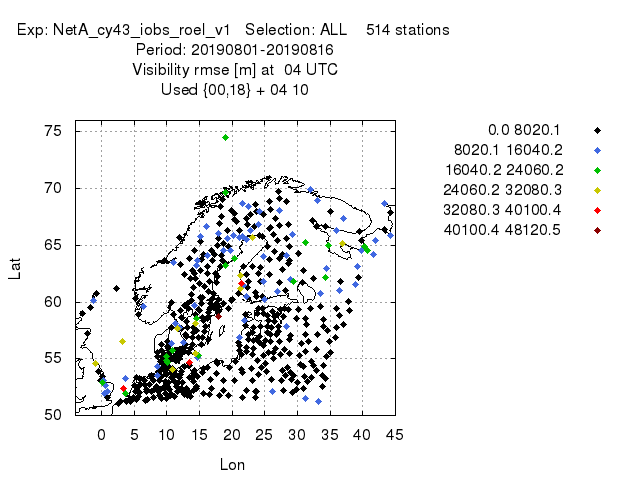 Exp: NetA_cy43_iobs_roel_v1 Selection: ALL 514 stations
Period: 20190801-20190816
Visibility rmse [m] at 04 UTC
Used {00,18} + 04 10
0.0 8020.1
8020.1 16040.2
16040.2 24060.2
24060.2 32080.3
32080.3 40100.4
40100.4 48120.5
75
70
65
60
55
50
Lat
0 5 10 15 20 25 30 35 40 45
Lon